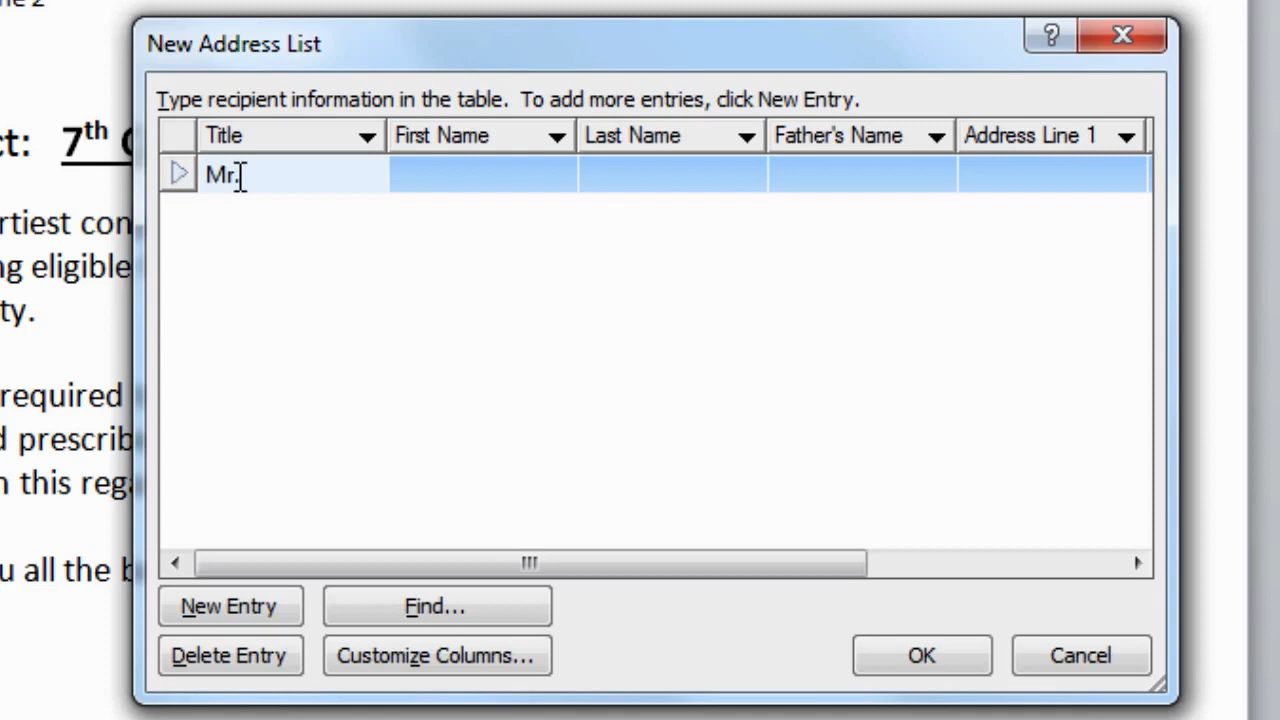 New Address List
Type recipient information in the table. To add more entries, click New Entry.
Title First Name Last Name Father's Name Address Line 1
Mr.
ct: 7th
rtiest con
ng eligible
ty.
required
d prescrib
n this rega
u all the b
New Entry Find...
Delete Entry Customize Columns... OK Cancel